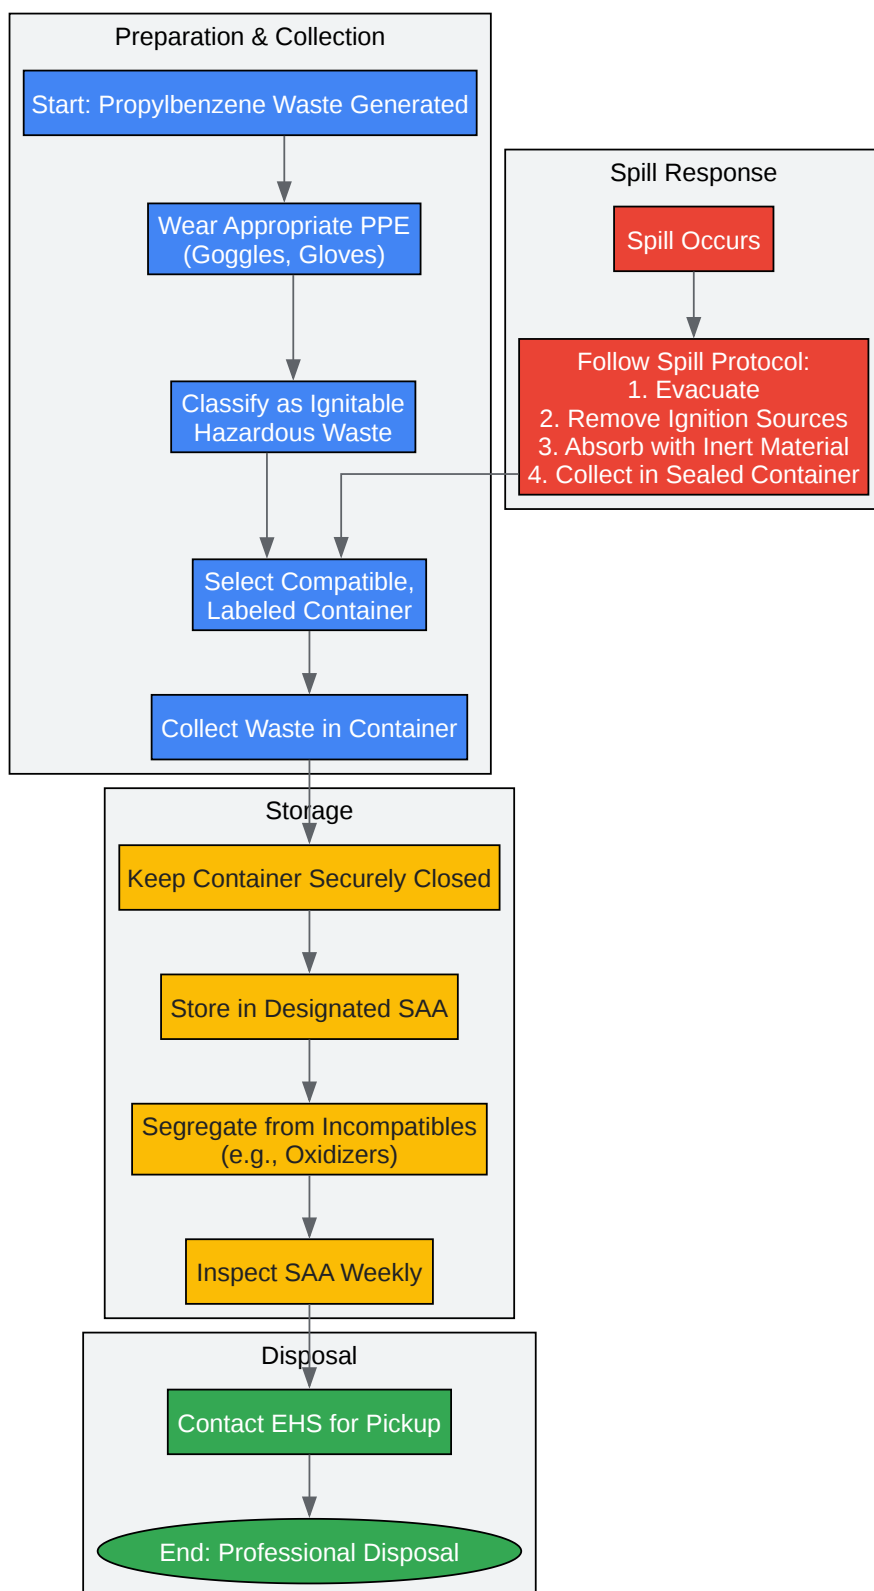 Preparation & Collection
Start: Propylbenzene Waste Generated
Wear Appropriate PPE
(Goggles, Gloves)
Classify as Ignitable
Hazardous Waste
Select Compatible,
Labeled Container
Collect Waste in Container
Spill Response
Spill Occurs
Follow Spill Protocol:
1. Evacuate
2. Remove Ignition Sources
3. Absorb with Inert Material
4. Collect in Sealed Container
Storage
Keep Container Securely Closed
Store in Designated SAA
Segregate from Incompatibles
(e.g., Oxidizers)
Inspect SAA Weekly
Disposal
Contact EHS for Pickup
End: Professional Disposal